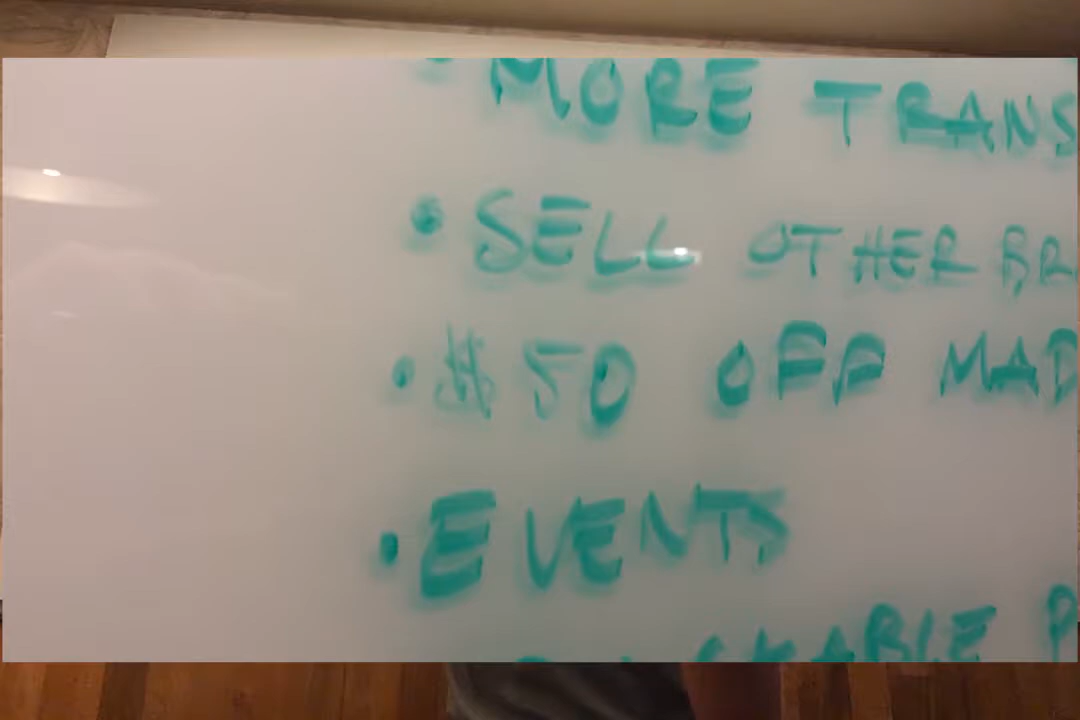 • MORE TRANS
• SELL OTHER BR
• $50 OFF MAD
• EVENTS